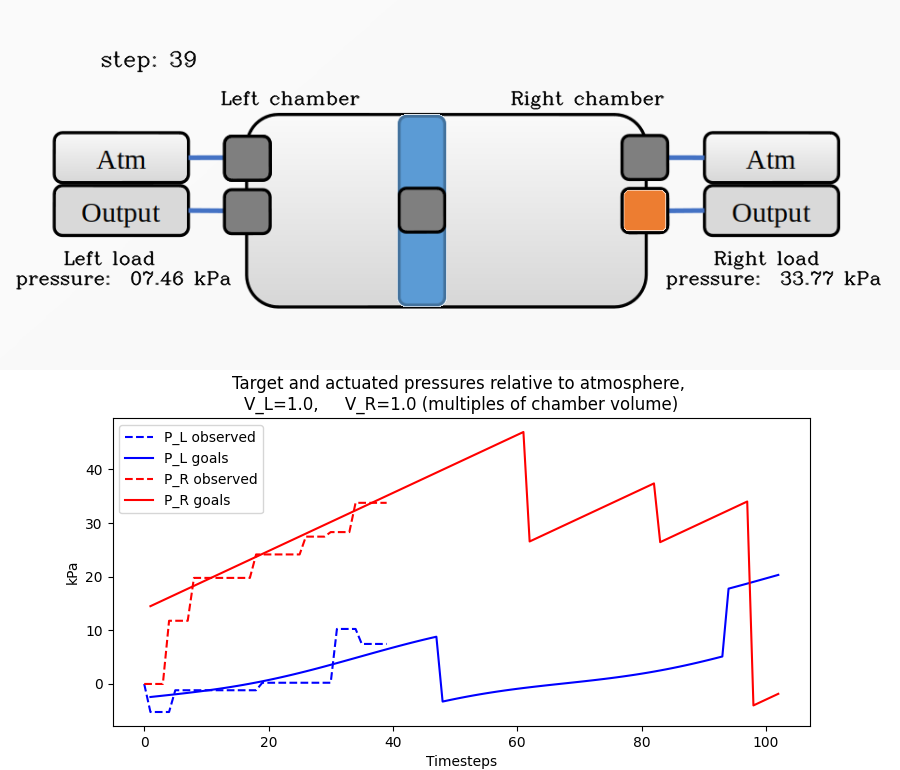 step: 39
Left chamber
Right chamber
Atm
Atm
Output
Output
Left load
pressure: 07.46 kPa
Right load
pressure: 33.77 kPa
Target and actuated pressures relative to atmosphere,
V_L=1.0, V_R=1.0 (multiples of chamber volume)
P_L observed
P_L goals
P_R observed
P_R goals
kPa
40
30
20
10
0
0 20 40 60 80 100
Timesteps